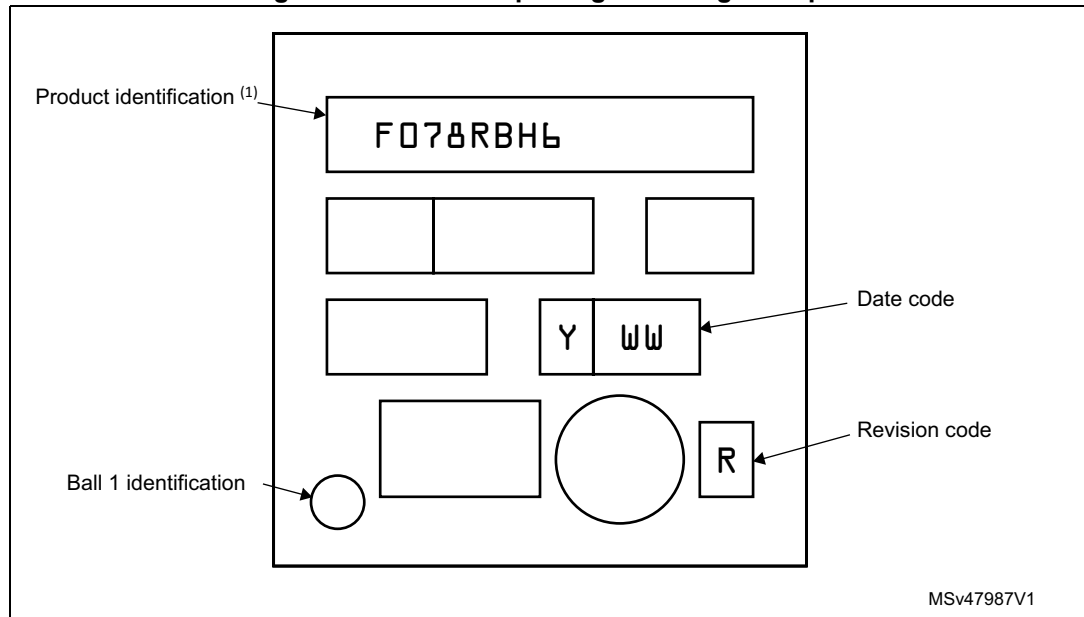 Product identification (1)
F078RBH6
Date code
Y WW
Revision code
R
Ball 1 identification
MSv47987V1